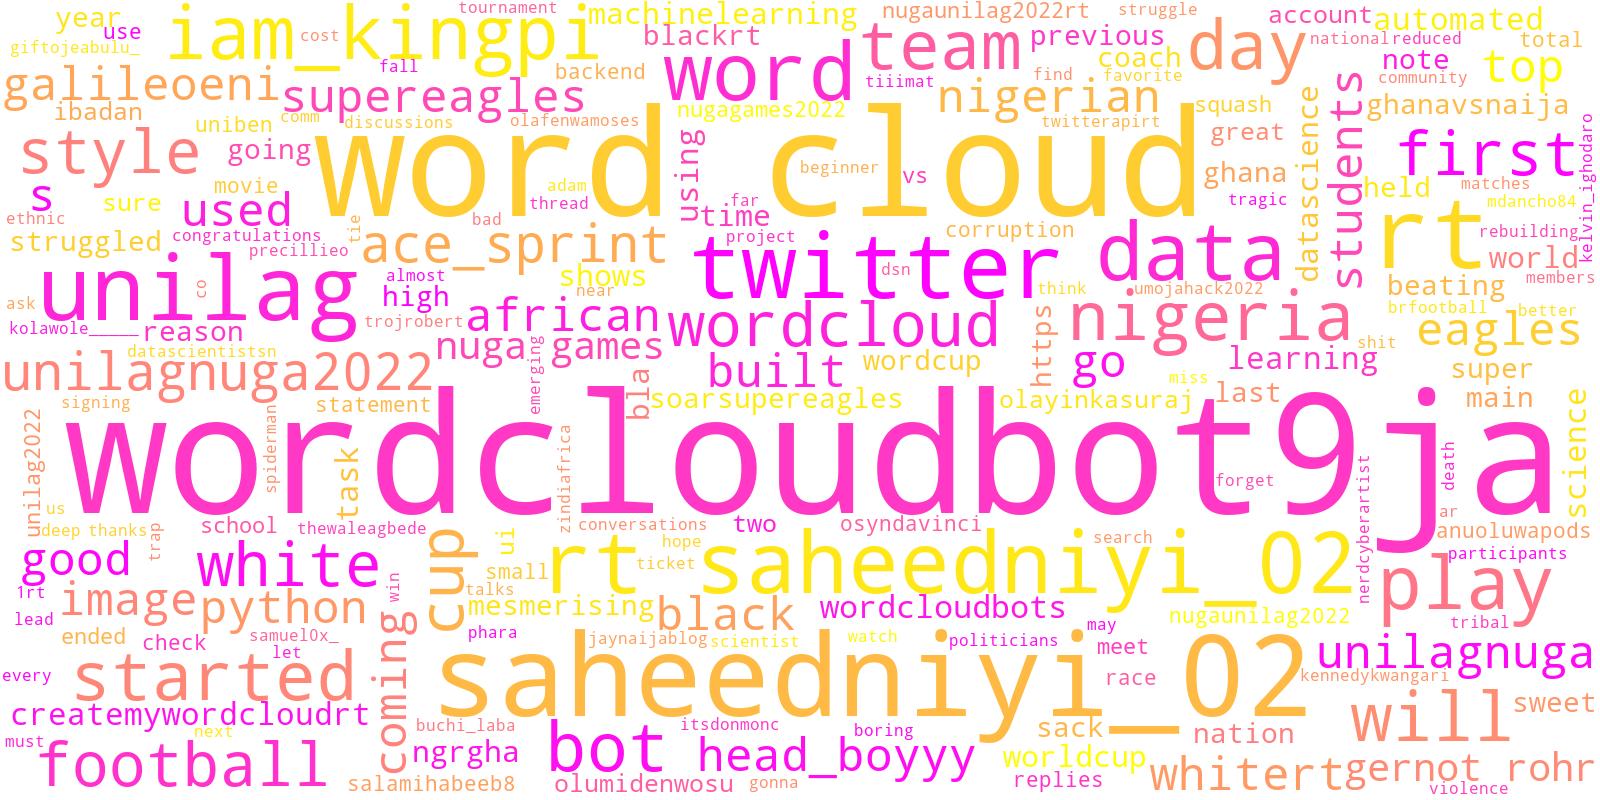 tournament
year
use
iam_kingpi
cost
machinelearning
nugaunilag2022rt
struggle
account
automated
giftojeabulu_
fall
blackrt
team
previous
day
nationalreduced
total
galileoeni
supereagles
backend
word
tiiimat
find
coach
favorite
note
community
top
ibadan
uniben
comm
discussions
olafenwamoses
nugagames2022
nigerian
twitterapirt
squash
great
datascience
students
ghanavsnaija
style
going
word cloud
using
beginner
vs
ghana
first
kelvin_ighodaro
s
movie
sure
used
adam
thread
far
time
tragic
held
matches
mdancho84
ethnic
struggled
congratulations
precillieo
tie
ace_sprint
bad
project
corruption
rt
rebuilding
world
members
unilag
co
almost
high
shows
near
twitter
dsn
data
think
umojahack2022
beating
brfootball
better
ask
kolawole_____
reason
trojrobert
african
wordcloud
https
nigeria
eagles
shit
datascientistsn
nuga games
emerging
built
wordcup
go
learning
super
unilagnuga2022
bla
miss
last
main
signing
statement
soarsupereagles
olayinkasuraj
science
unilag2022
spiderman
task
wordcloudbot9ja
zindiafrica
forget
nerdcyberartist
death
us
deep
thanks
trap
school
thewaleagbede
conversations
two
osyndavinci
ar
anuoluwapods
good
white
cup
ui
small
hope
ticket
rt saheedniyi_02
search
participants
1rt
lead
image
python
win
talks
mesmerising
black
wordcloudbots
nugaunilag2022
play
tribal
ended
check
samuel0x_
let
phara
jaynaijablog
scientist
watch
politicians
may
meet
unilagnuga
every
started
coming
saheedniyi_02
race
kennedykwangari
createmywordcloudrt
buchi_laba
itsdonmonc
boring
sack
nation
will
sweet
must
next
football
ngrgha
bot
head_boyyy
worldcup
replies
whitert
gernot rohr
salamihabeeb8
olumidenwosu
gonna
violence